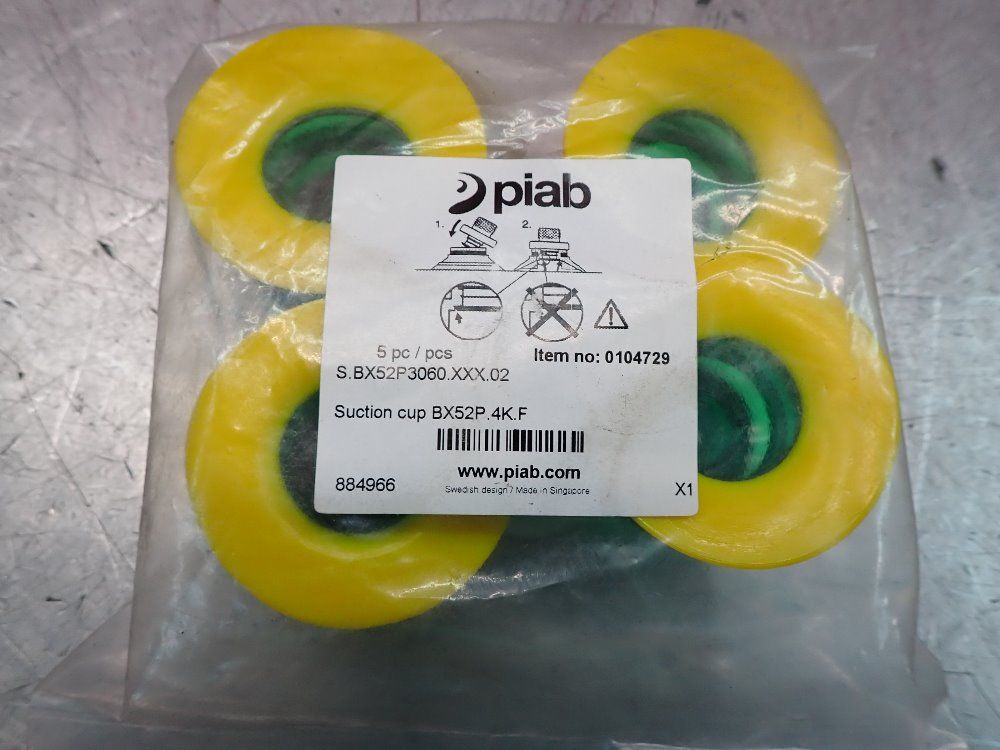 piab
1.
2.
5 pc / pcs
Item no: 0104729
S.BX52P3060.XXX.02
Suction cup BX52P.4K.F
www.piab.com
884966
Swedish design / Made in Singapore
X1